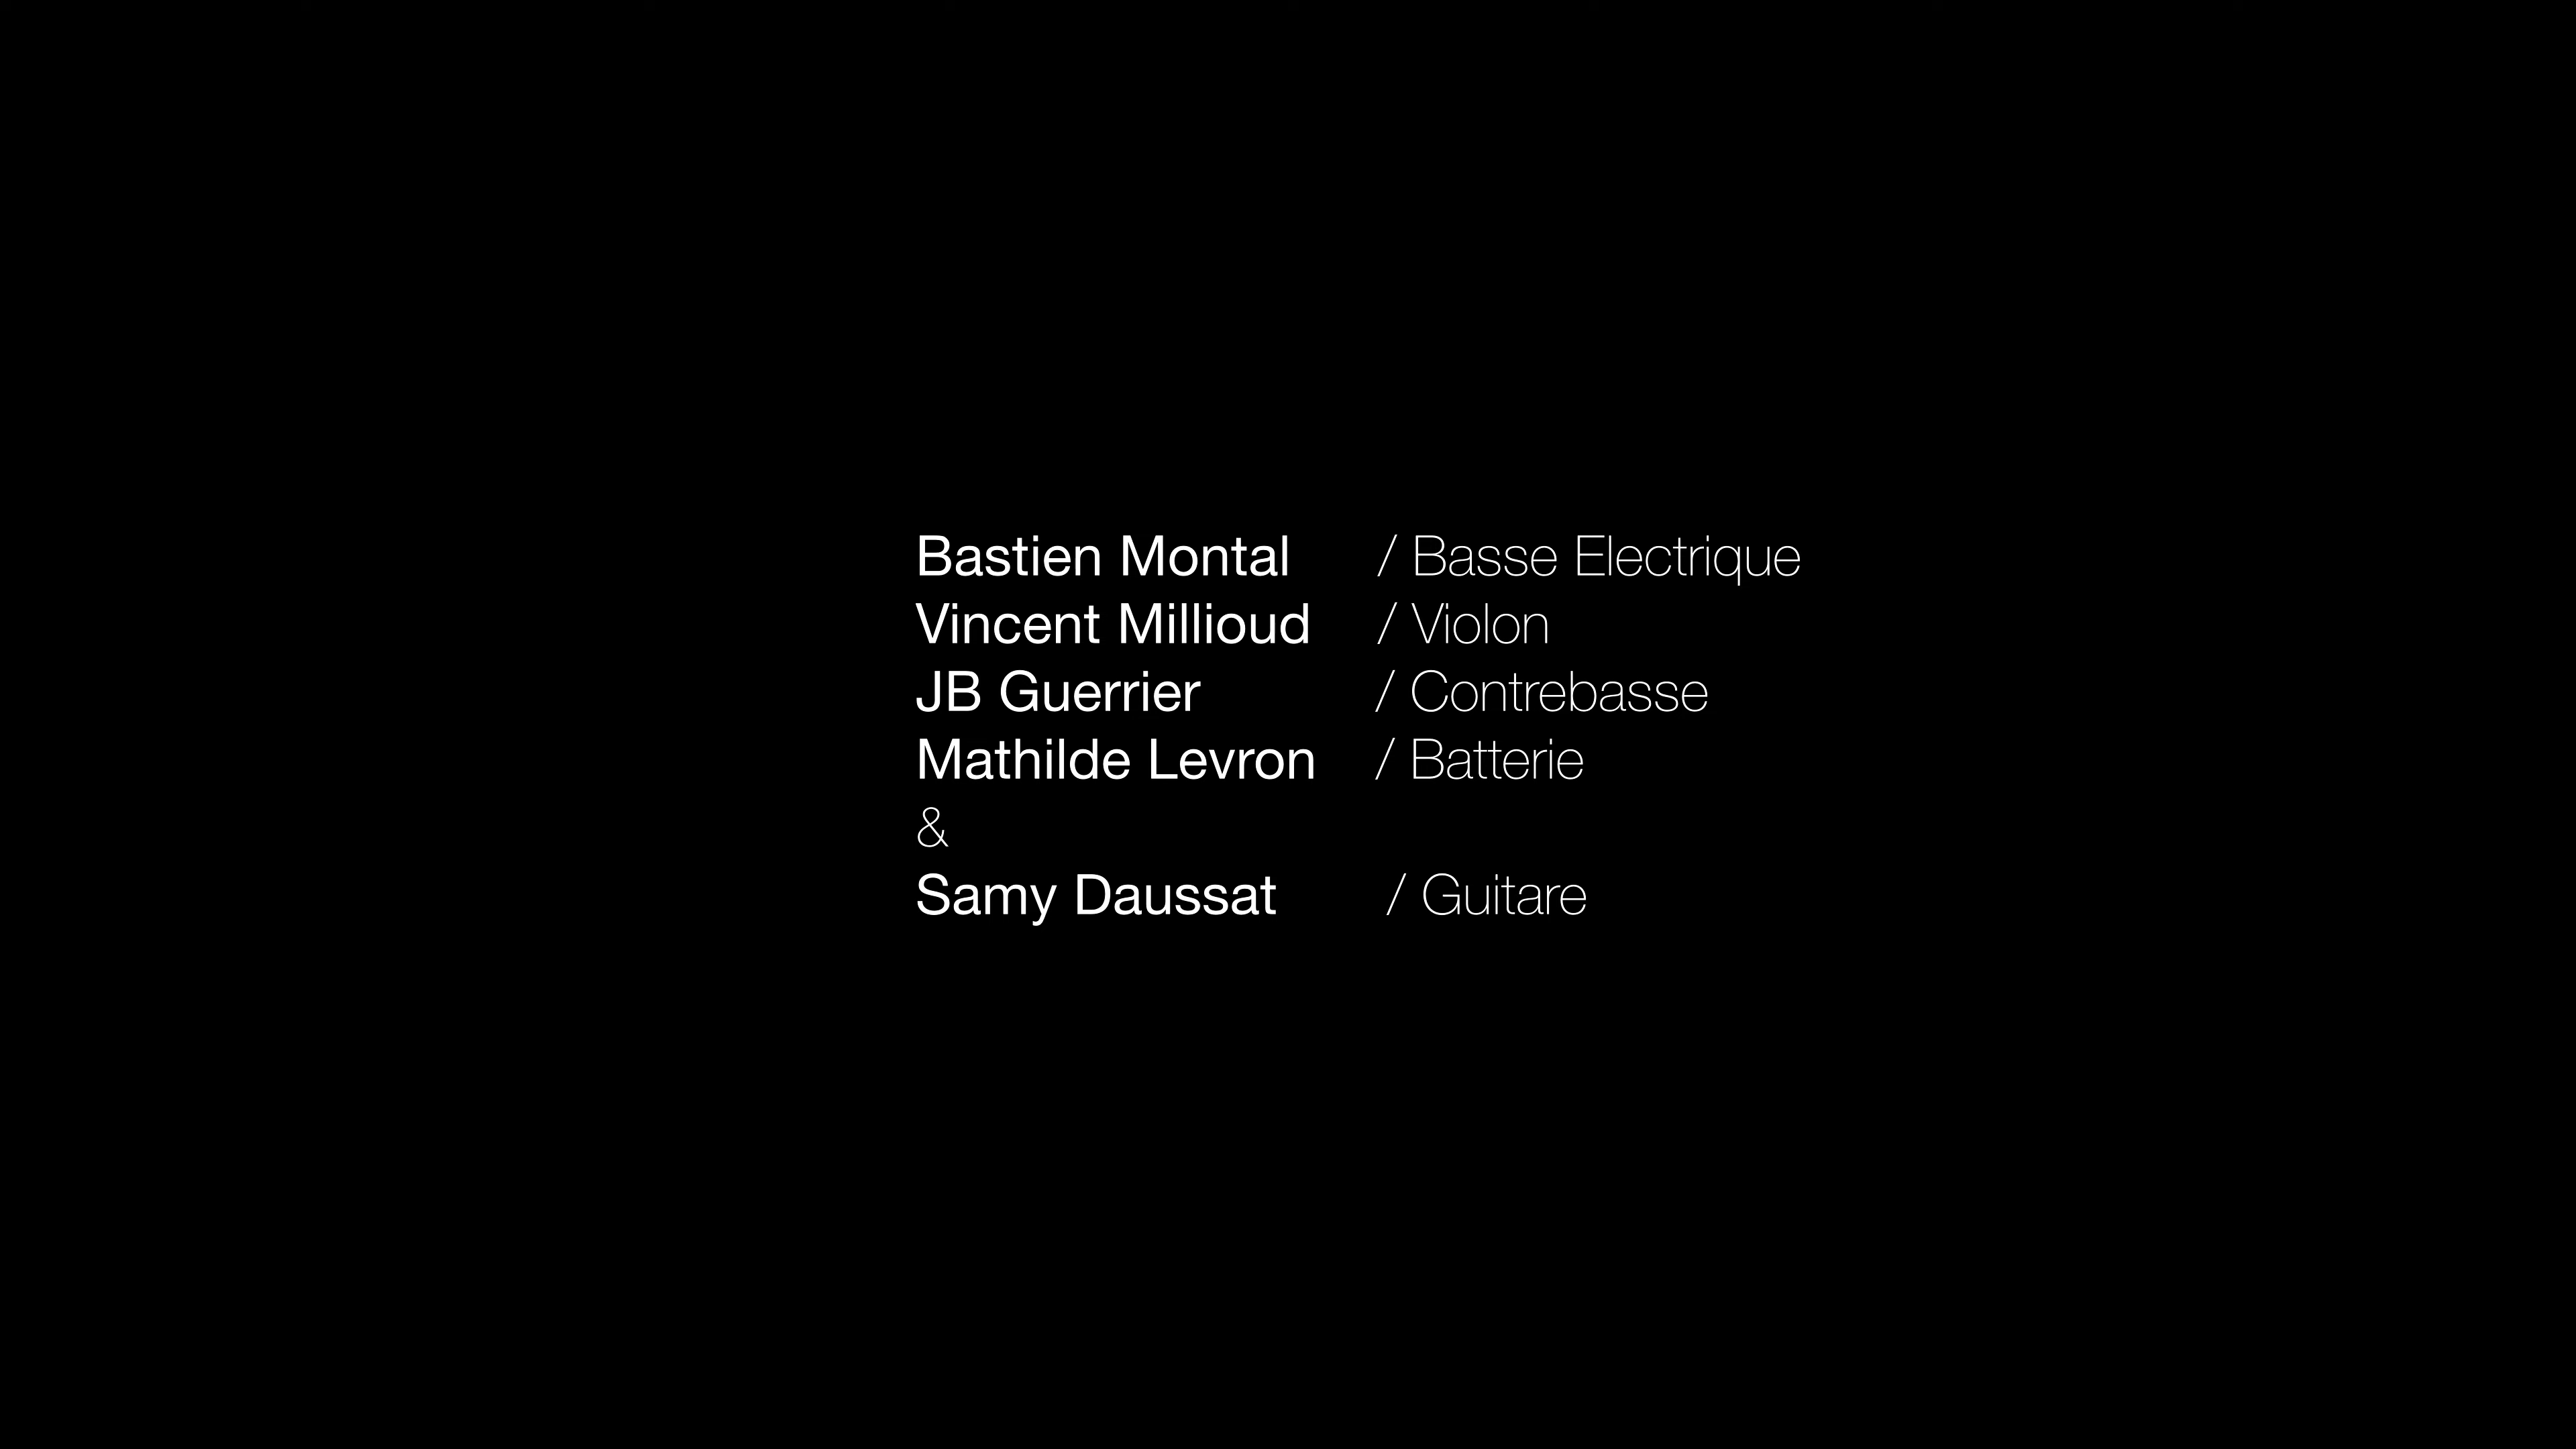 Bastien Montal / Basse Electrique
Vincent Millioud / Violon
JB Guerrier / Contrebasse
Mathilde Levron / Batterie
&
Samy Daussat / Guitare